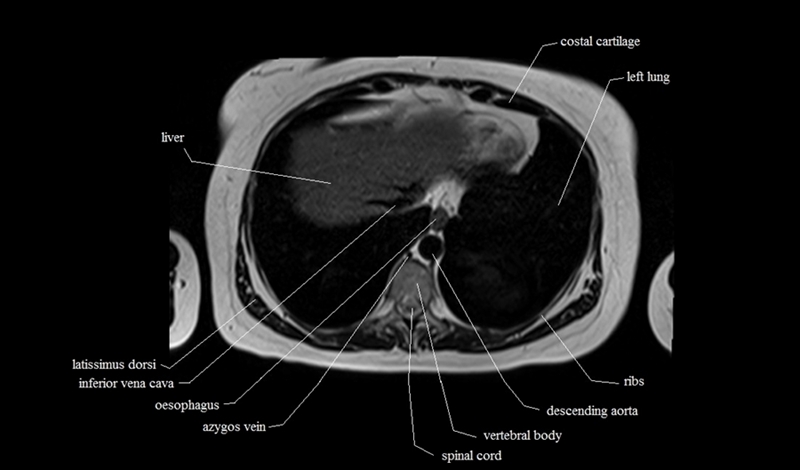 costal cartilage
left lung
liver
latissimus dorsi
inferior vena cava
oesophagus
azygos vein
ribs
descending aorta
vertebral body
spinal cord